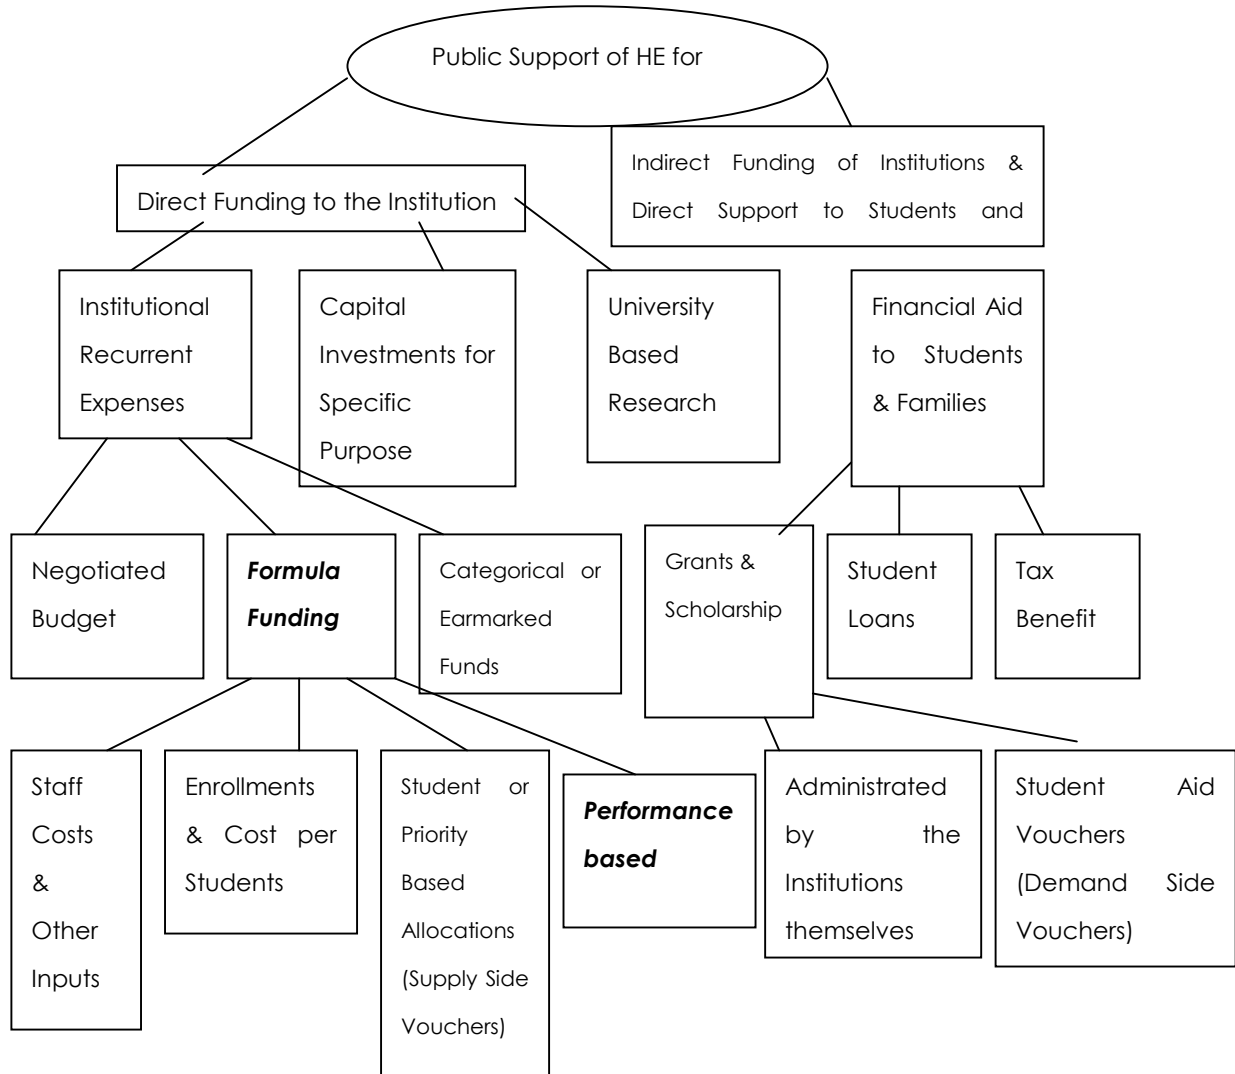 Public Support of HE for
Indirect Funding of Institutions &
Direct Support to Students and
Direct Funding to the Institution
Institutional
Recurrent
Expenses
Capital
Investments for
Specific
Purpose
University
Based
Research
Financial Aid
to Students
& Families
Negotiated
Budget
Formula
Funding
Categorical or
Earmarked
Funds
Grants &
Scholarship
Student
Loans
Tax
Benefit
Staff
Costs
&
Other
Inputs
Enrollments
& Cost per
Students
Student or
Priority
Based
Allocations
(Supply Side
Vouchers)
Performance
based
Administrated
by the
Institutions
themselves
Student Aid
Vouchers
(Demand Side
Vouchers)